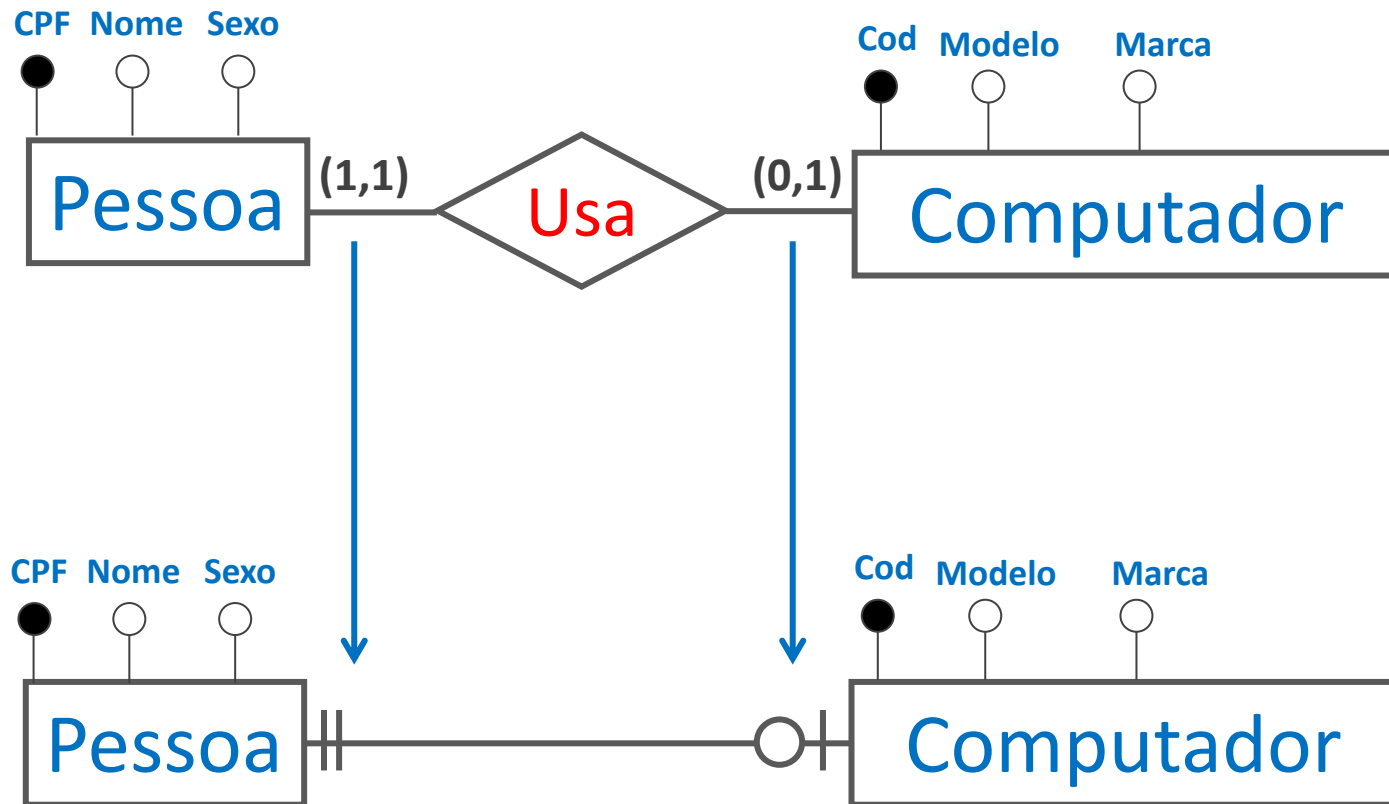 CPF Nome Sexo
Cod Modelo Marca
Pessoa (1,1) Usa (0,1) Computador
CPF Nome Sexo
Cod Modelo Marca
Pessoa Computador